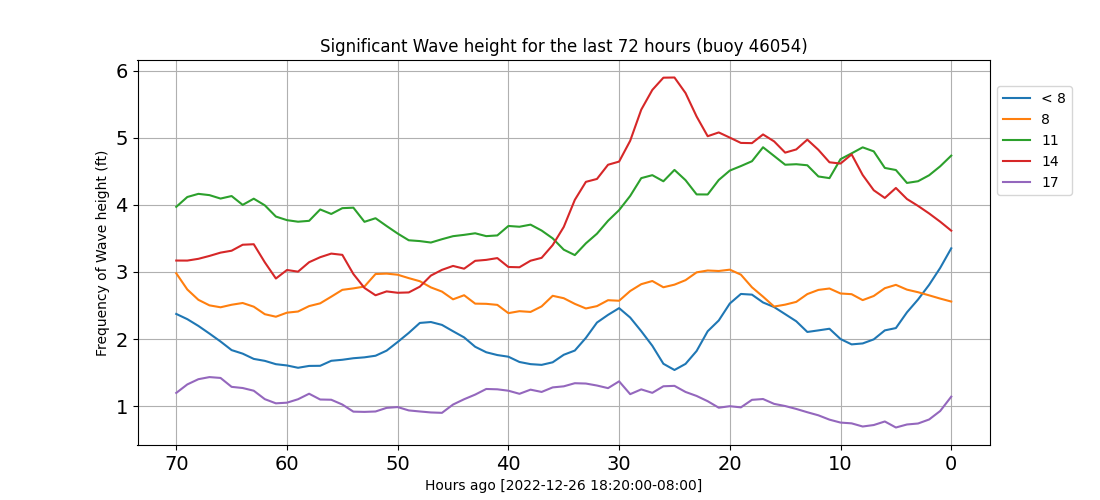 Significant Wave height for the last 72 hours (buoy 46054)
Frequency of Wave height (ft)
6
5
4
3
2
1
70 60 50 40 30 20 10 0
Hours ago [2022-12-26 18:20:00-08:00]
< 8
8
11
14
17